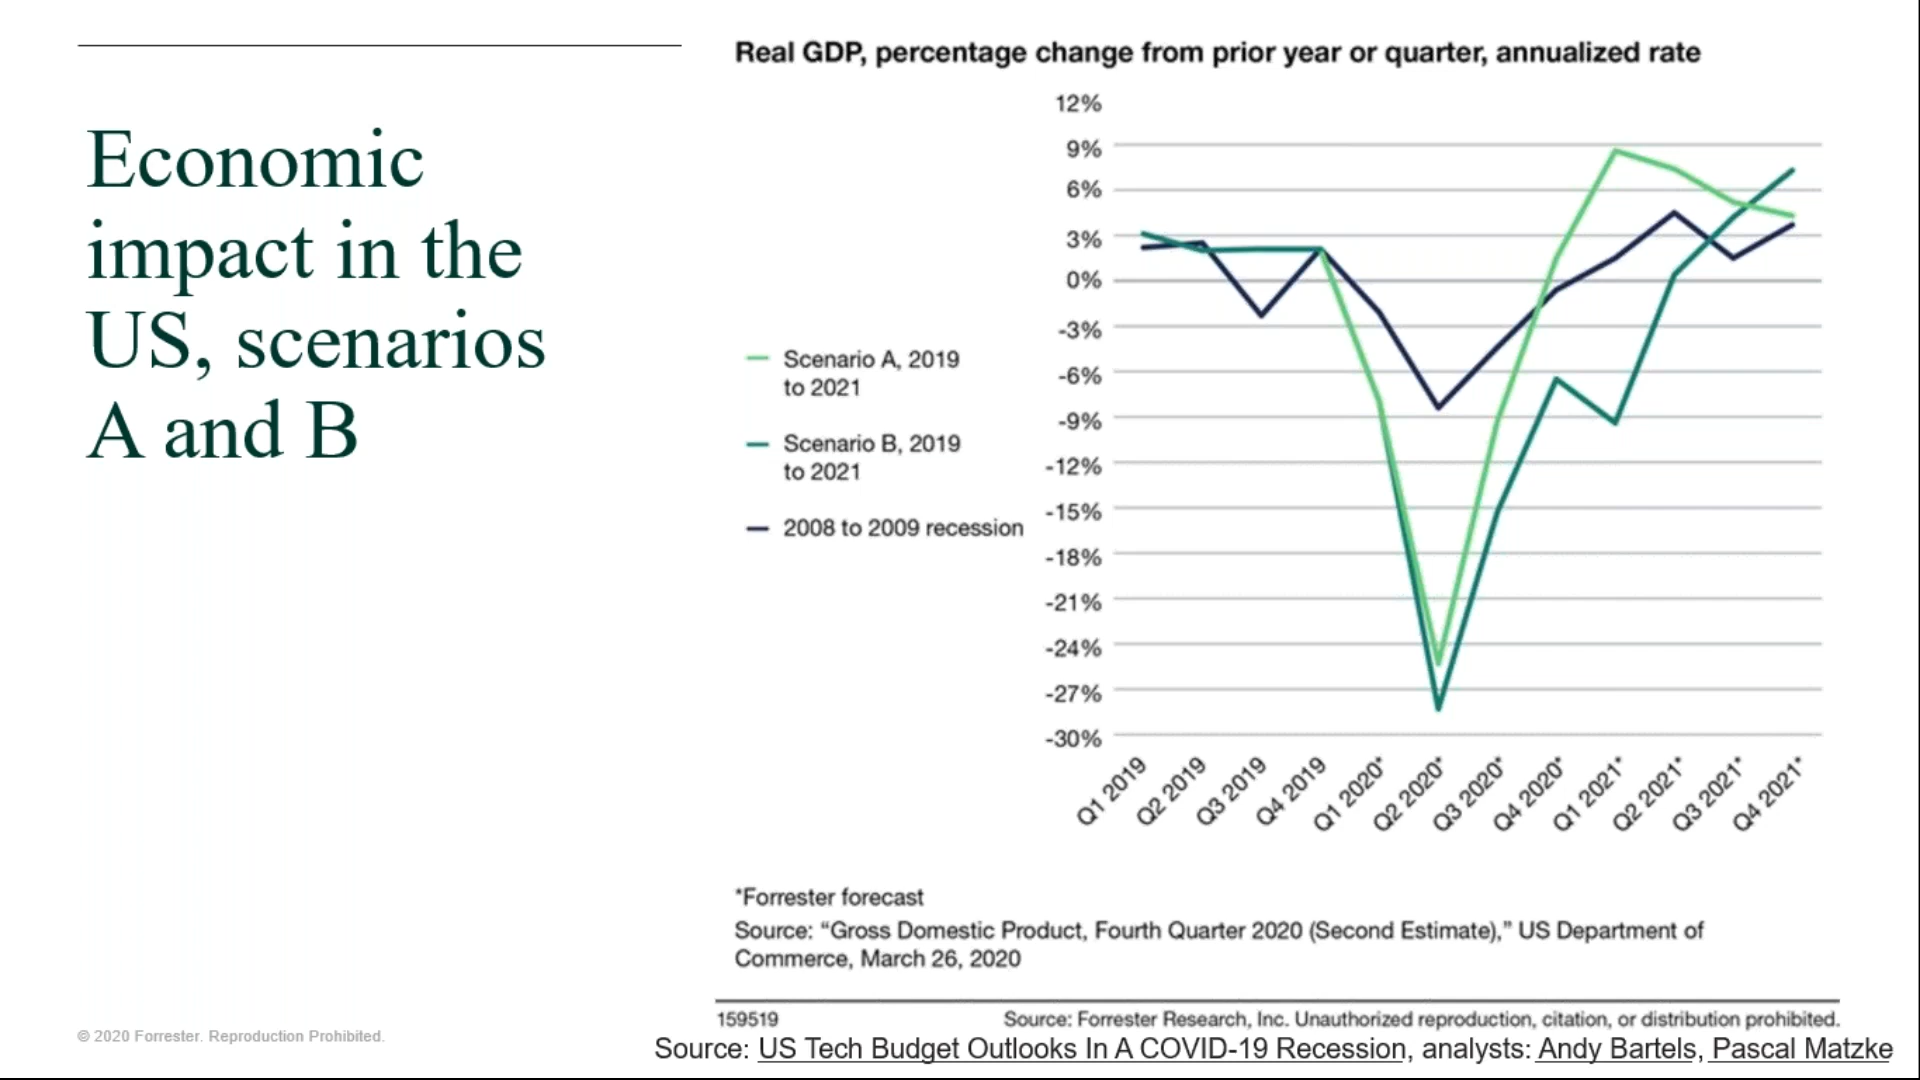 Economic
impact in the
US, scenarios
A and B
Real GDP, percentage change from prior year or quarter, annualized rate
12%
9%
6%
3%
0%
-3%
-6%
-9%
-12%
-15%
-18%
-21%
-24%
-27%
-30%
Scenario A, 2019
to 2021
Scenario B, 2019
to 2021
2008 to 2009 recession
Q1 2019
Q2 2019
Q3 2019
Q4 2019
Q1 2020*
Q2 2020*
Q3 2020*
Q4 2020*
Q1 2021*
Q2 2021*
Q3 2021*
Q4 2021*
*Forrester forecast
Source: “Gross Domestic Product, Fourth Quarter 2020 (Second Estimate),” US Department of
Commerce, March 26, 2020
159519
Source: Forrester Research, Inc. Unauthorized reproduction, citation, or distribution prohibited.
© 2020 Forrester. Reproduction Prohibited.
Source: US Tech Budget Outlooks In A COVID-19 Recession, analysts: Andy Bartels, Pascal Matzke